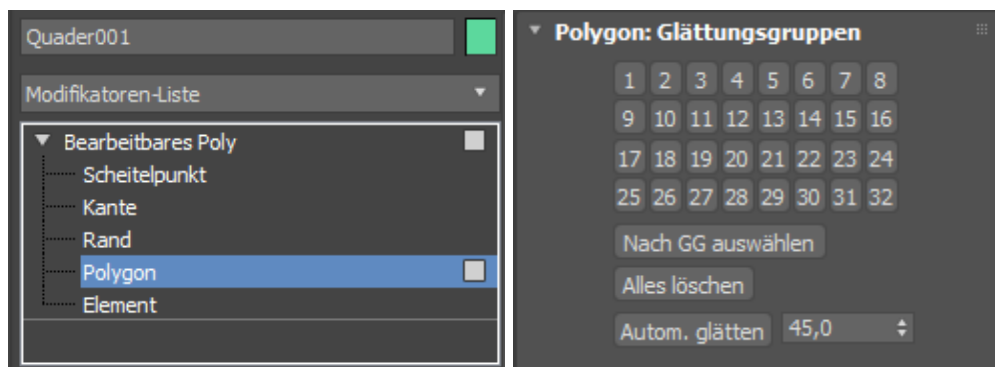 Quader001
Modifikatoren-Liste
Bearbeitbares Poly
Scheitelpunkt
Kante
Rand
Polygon
Element
Polygon: Glättungsgruppen
1 2 3 4 5 6 7 8
9 10 11 12 13 14 15 16
17 18 19 20 21 22 23 24
25 26 27 28 29 30 31 32
Nach GG auswählen
Alles löschen
Autom. glätten 45,0